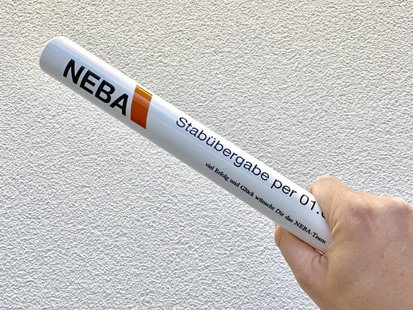 NEBA
Stabübergabe per 01.
viel Erfolg und Glück wünscht Dir das NEBA-Team